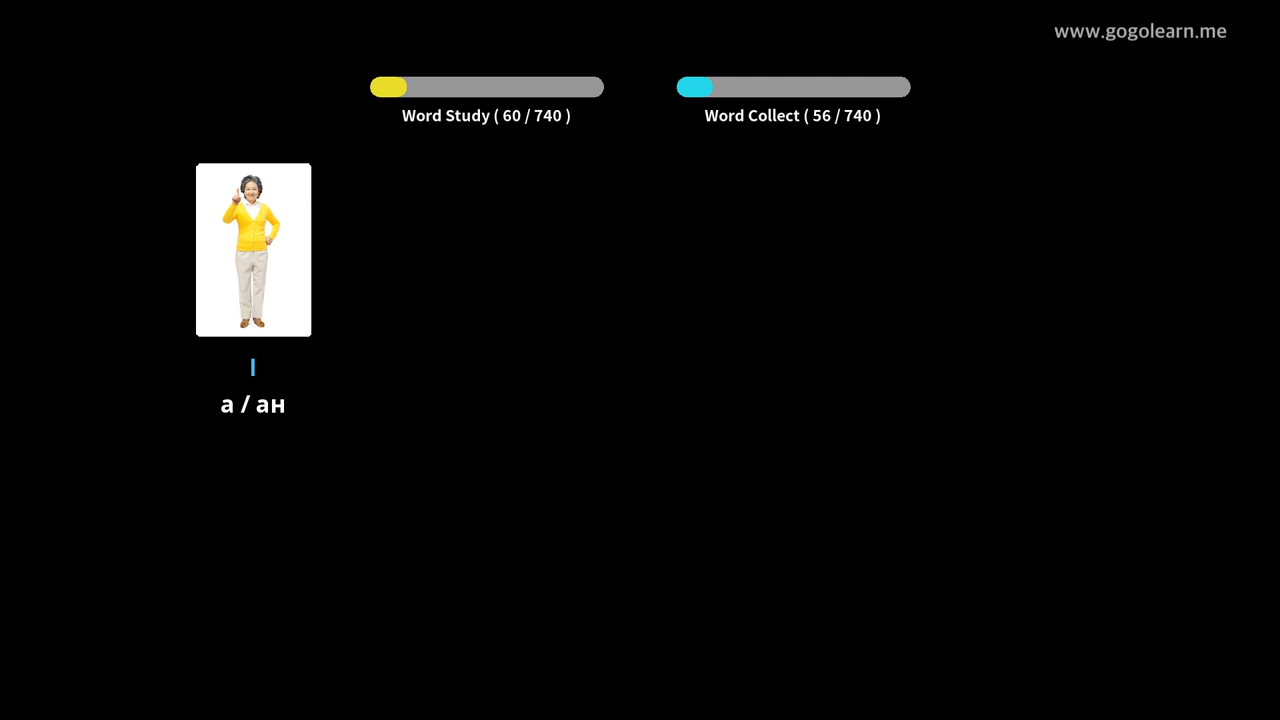 www.gogolearn.me
Word Study ( 60 / 740 )
Word Collect ( 56 / 740 )
I
а / ан